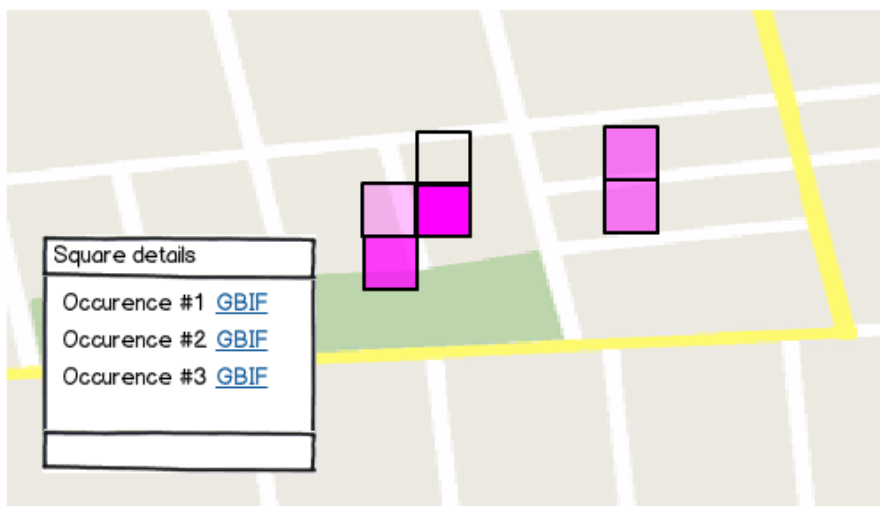 Square details
Occurence #1 GBIF
Occurence #2 GBIF
Occurence #3 GBIF